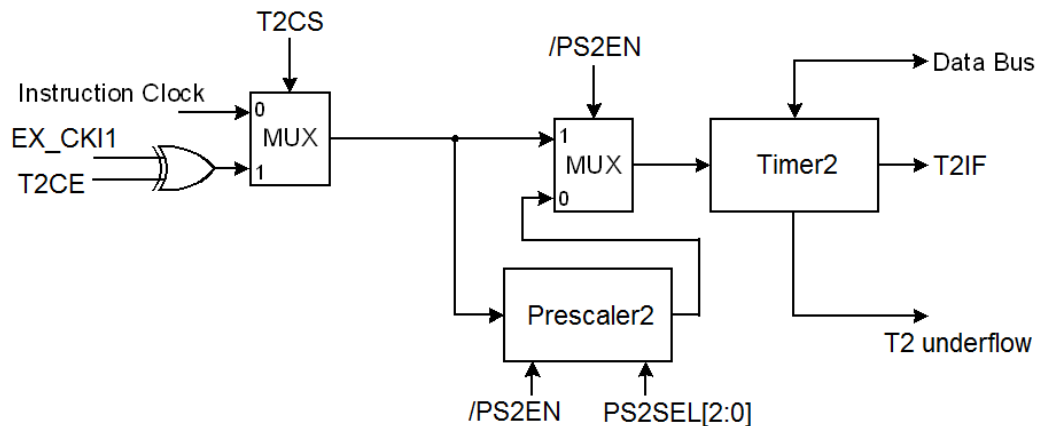 T2CS
/PS2EN
Instruction Clock
0
MUX
EX_CKI1
T2CE
1
1
MUX
0
Timer2
Data Bus
T2IF
T2 underflow
Prescaler2
/PS2EN
PS2SEL[2:0]